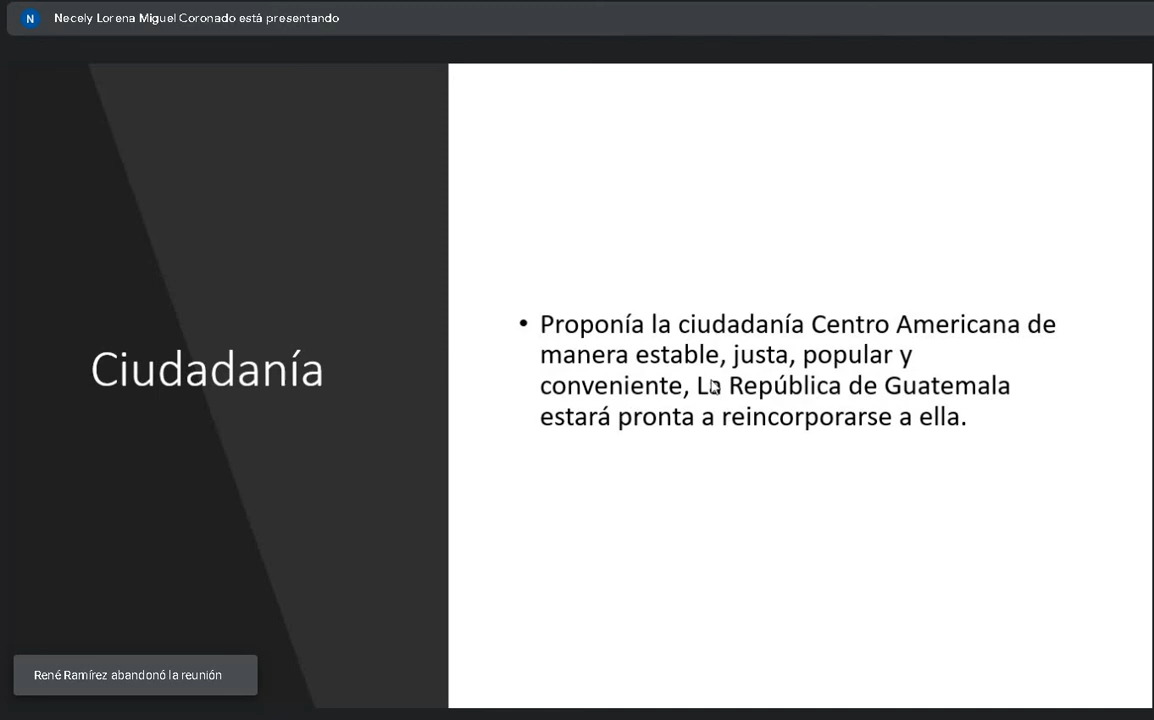 N Necely Lorena Miguel Coronado está presentando
Ciudadanía
• Proponía la ciudadanía Centro Americana de
manera estable, justa, popular y
conveniente, La República de Guatemala
estará pronta a reincorporarse a ella.
René Ramírez abandonó la reunión